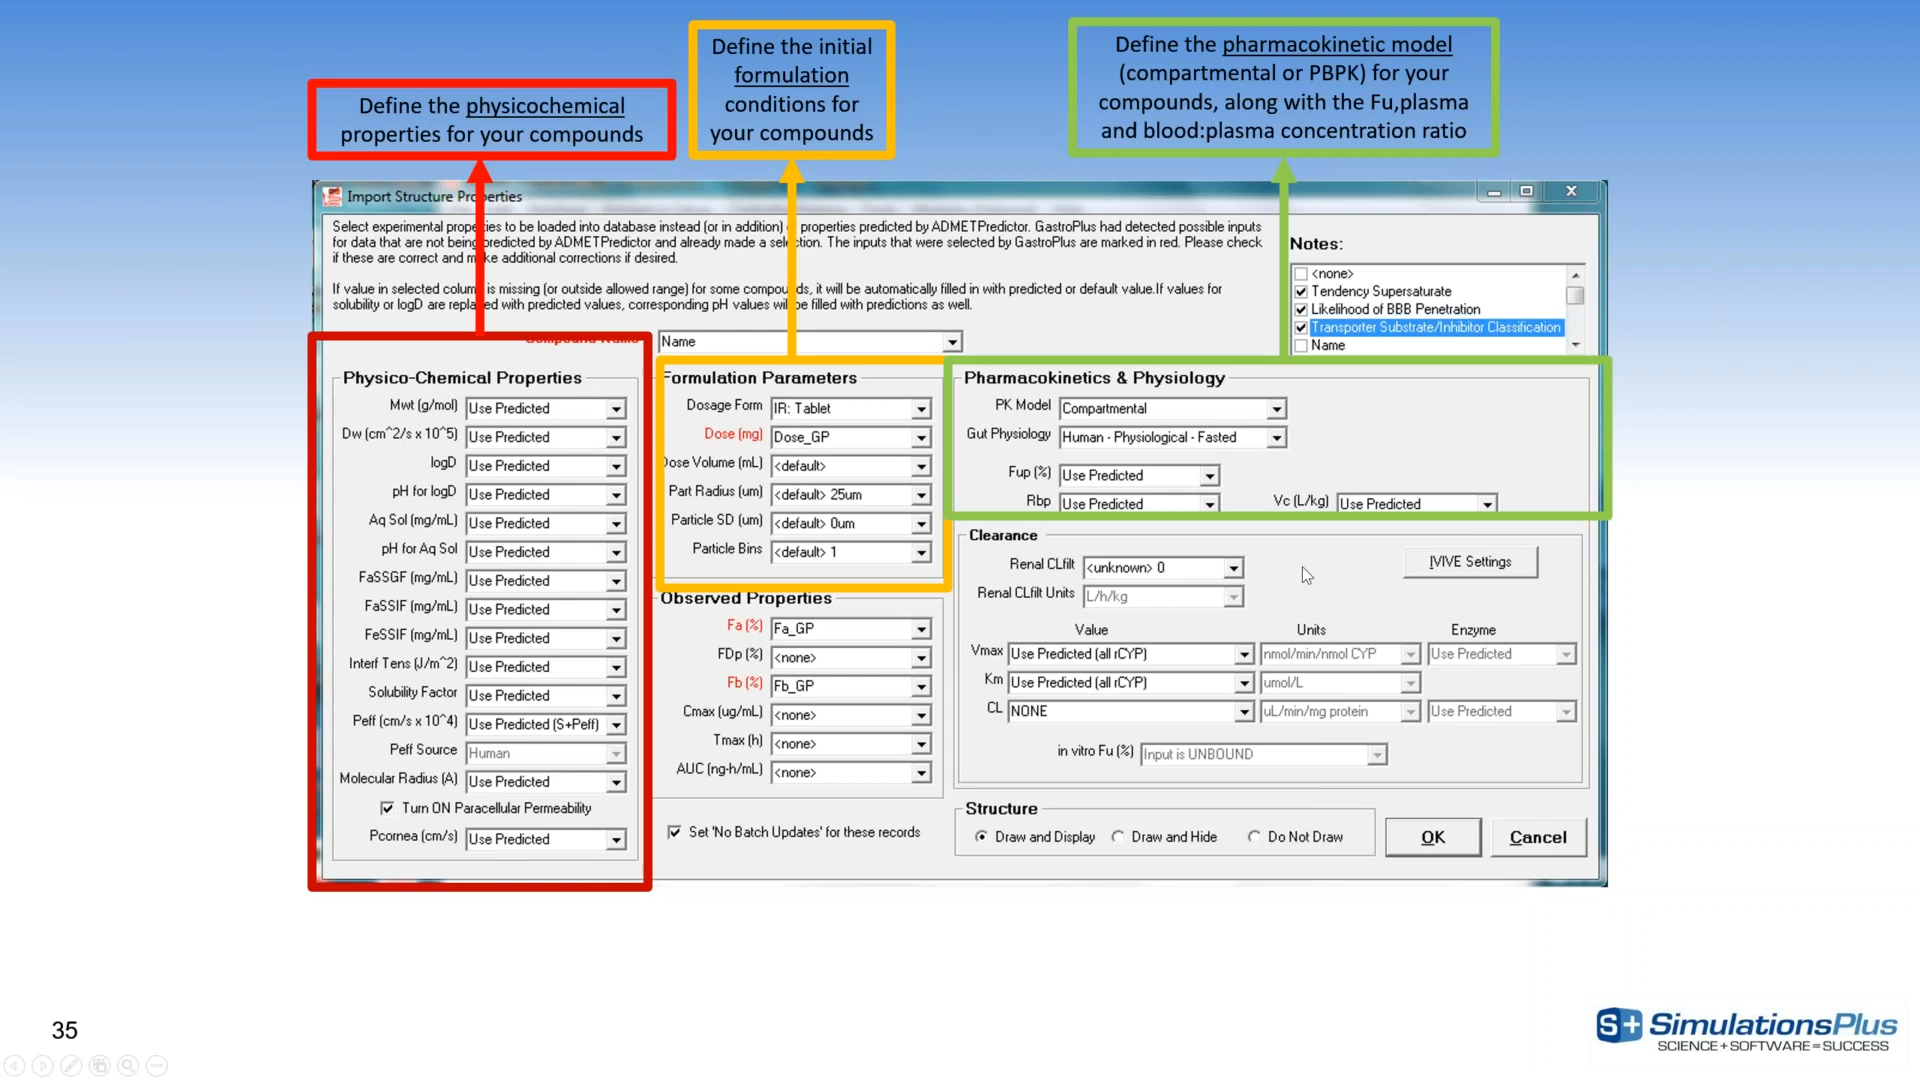 Define the physicochemical
properties for your compounds
Define the initial
formulation
conditions for
your compounds
Define the pharmacokinetic model
(compartmental or PBPK) for your
compounds, along with the Fu,plasma
and blood:plasma concentration ratio
Import Structure Properties
Select experimental properties to be loaded into database instead (or in addition) properties predicted by ADMETPredictor. GastroPlus had detected possible inputs
for data that are not being predicted by ADMETPredictor and already made a selection. The inputs that were selected by GastroPlus are marked in red. Please check
if these are correct and make additional corrections if desired.
If value in selected column is missing (or outside allowed range) for some compounds, it will be automatically filled in with predicted or default value.If values for
solubility or logD are replaced with predicted values, corresponding pH values will be filled with predictions as well.
Notes:
<none>
Tendency Supersaturate
Likelihood of BBB Penetration
Transporter Substrate/Inhibitor Classification
Name
Compound Name
Name
Physico-Chemical Properties
Mwt (g/mol) Use Predicted
Dw (cm^2/s x 10^5) Use Predicted
logD Use Predicted
pH for logD Use Predicted
Aq Sol (mg/mL) Use Predicted
pH for Aq Sol Use Predicted
FaSSGF (mg/mL) Use Predicted
FaSSIF (mg/mL) Use Predicted
FeSSIF (mg/mL) Use Predicted
Interf Tens (J/m^2) Use Predicted
Solubility Factor Use Predicted
Peff (cm/s x 10^4) Use Predicted (S+Peff)
Peff Source Human
Molecular Radius (A) Use Predicted
Turn ON Paracellular Permeability
Pcornea (cm/s) Use Predicted
Formulation Parameters
Dosage Form IR: Tablet
Dose (mg) Dose_GP
Dose Volume (mL) <default>
Part Radius (um) <default> 25um
Particle SD (um) <default> 0um
Particle Bins <default> 1
Observed Properties
Fa (%) Fa_GP
FDp (%) <none>
Fb (%) Fb_GP
Cmax (ug/mL) <none>
Tmax (h) <none>
AUC (ng-h/mL) <none>
Set 'No Batch Updates' for these records
Pharmacokinetics & Physiology
PK Model Compartmental
Gut Physiology Human - Physiological - Fasted
Fup (%) Use Predicted
Rbp Use Predicted Vc (L/kg) Use Predicted
Clearance
Renal CLfilt <unknown> 0 IVIVE Settings
Renal CLfilt Units L/h/kg
Value Units Enzyme
Vmax Use Predicted (all rCYP) nmol/min/nmol CYP Use Predicted
Km Use Predicted (all rCYP) umol/L
CL NONE uL/min/mg protein Use Predicted
in vitro Fu (%) Input is UNBOUND
Structure
Draw and Display Draw and Hide Do Not Draw
OK Cancel
35
S+ SimulationsPlus
SCIENCE + SOFTWARE = SUCCESS